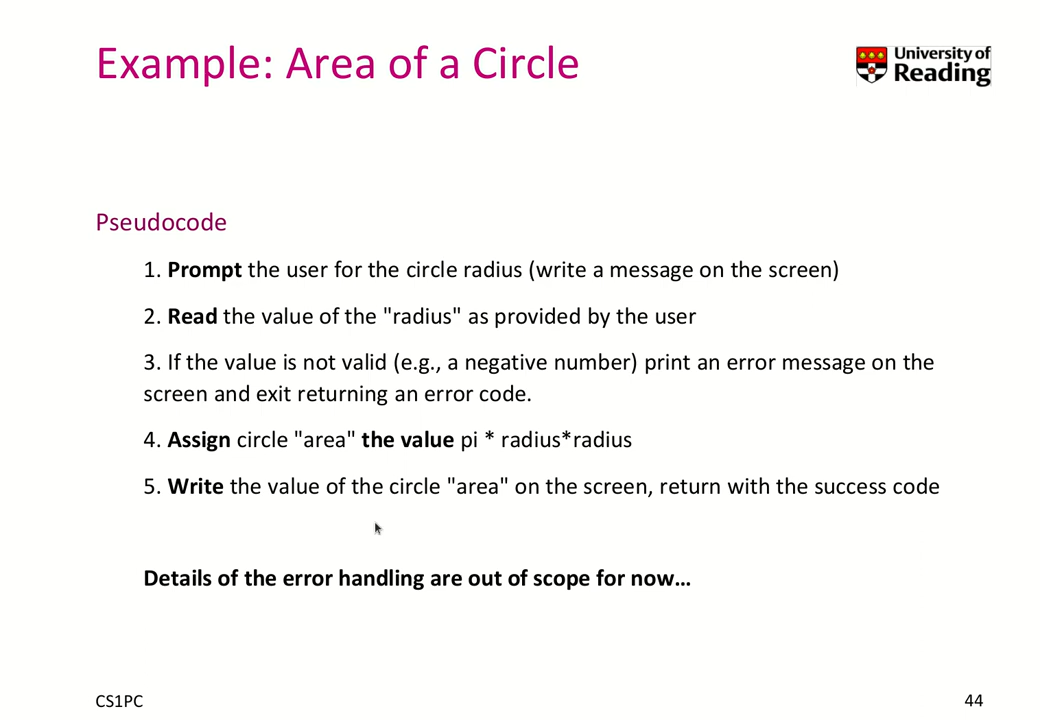 Example: Area of a Circle
University of
Reading
Pseudocode
1. Prompt the user for the circle radius (write a message on the screen)
2. Read the value of the "radius" as provided by the user
3. If the value is not valid (e.g., a negative number) print an error message on the
screen and exit returning an error code.
4. Assign circle "area" the value pi * radius*radius
5. Write the value of the circle "area" on the screen, return with the success code
Details of the error handling are out of scope for now…
CS1PC
44